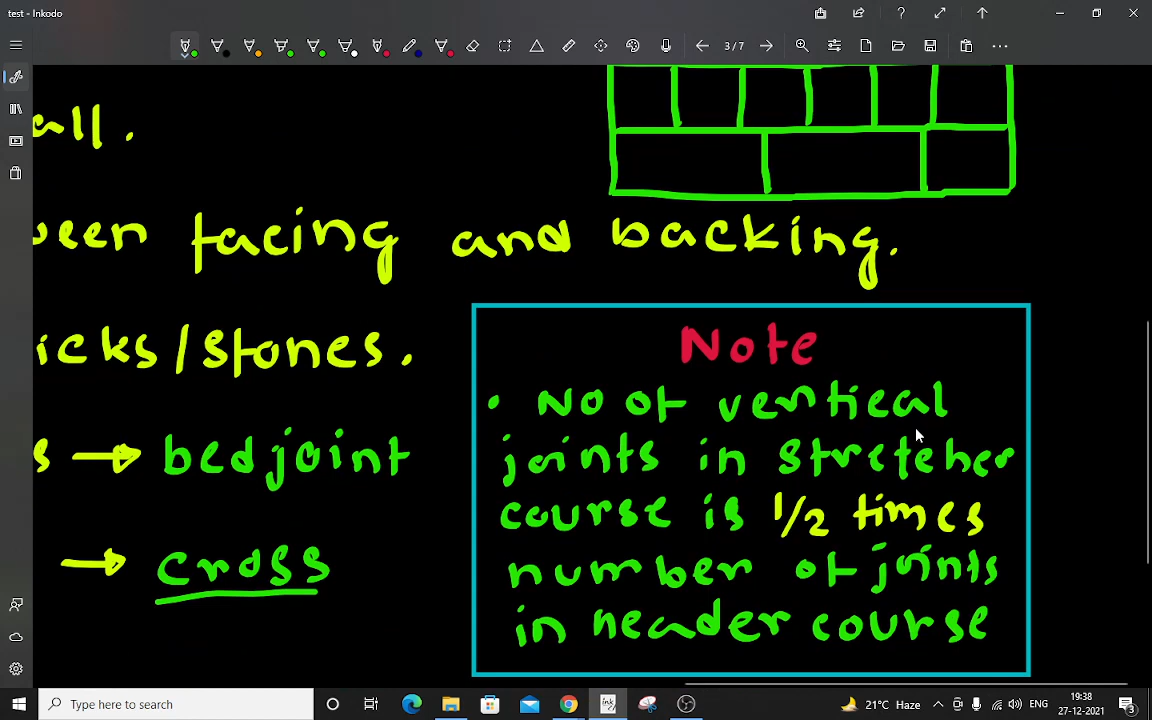 test - Inkodo
3/7
all.
ween facing and backing.
icks/stones.
s → bedjoint
→ cross
Note
• No of vertical
joints in stretcher
course is 1/2 times
number of joints
in header course
Type here to search
21°C Haze
ENG
19:38
27-12-2021
3